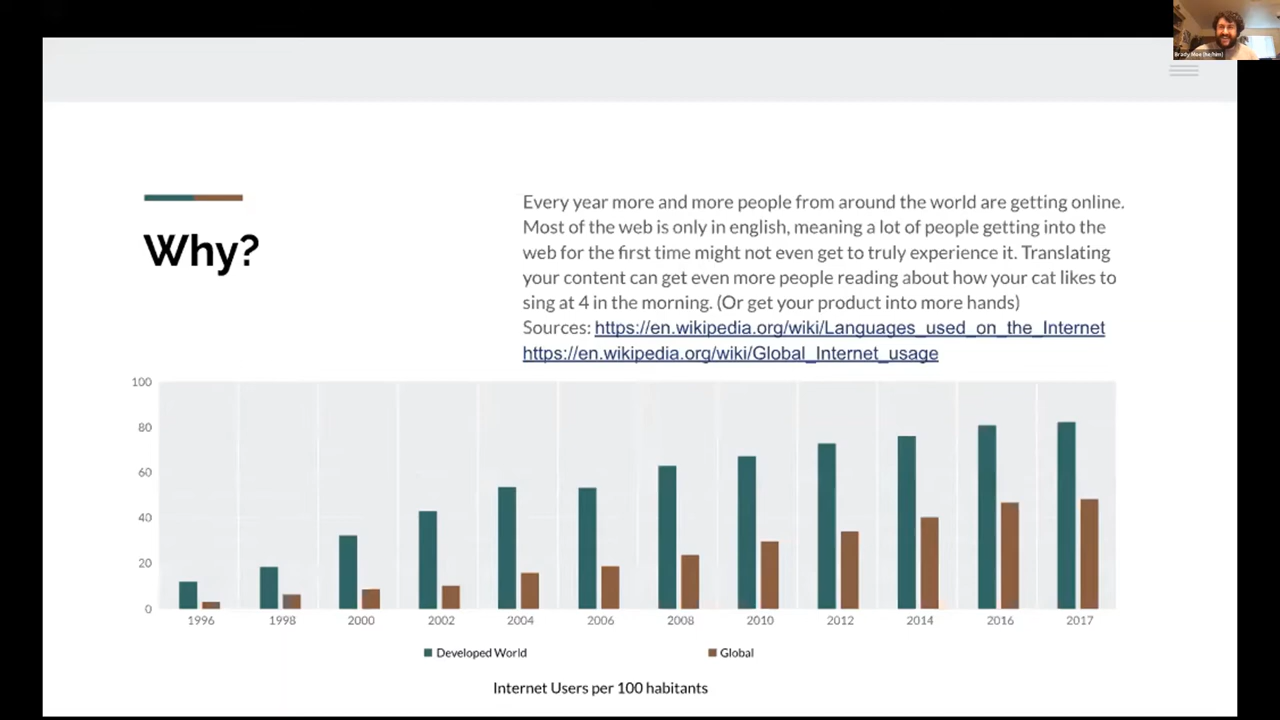 Brady Moe (he/him)
Why?
Every year more and more people from around the world are getting online.
Most of the web is only in english, meaning a lot of people getting into the
web for the first time might not even get to truly experience it. Translating
your content can get even more people reading about how your cat likes to
sing at 4 in the morning. (Or get your product into more hands)
Sources: https://en.wikipedia.org/wiki/Languages_used_on_the_Internet
https://en.wikipedia.org/wiki/Global_Internet_usage
100
80
60
40
20
0
1996 1998 2000 2002 2004 2006 2008 2010 2012 2014 2016 2017
Developed World Global
Internet Users per 100 habitants